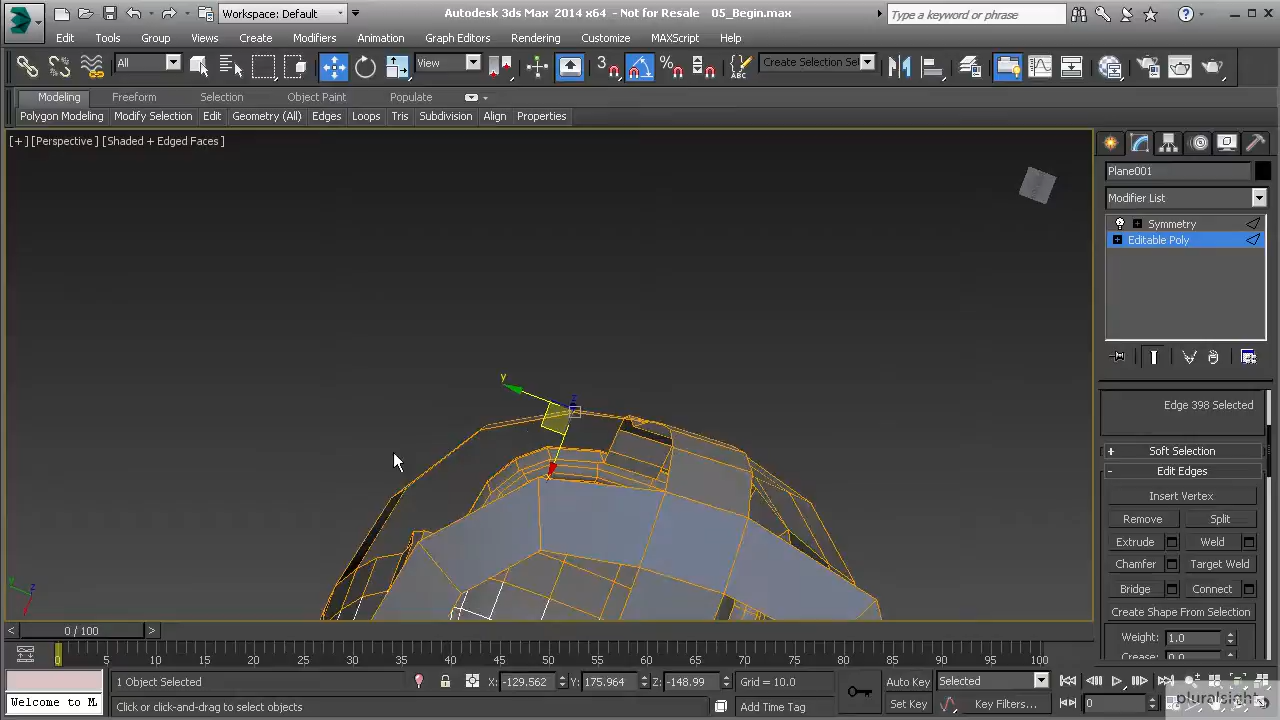 Workspace: Default
Autodesk 3ds Max 2014 x64 - Not for Resale 05_Begin.max
Type a keyword or phrase
Edit Tools Group Views Create Modifiers Animation Graph Editors Rendering Customize MAXScript Help
All View 3 Create Selection Se
Modeling Freeform Selection Object Paint Populate
Polygon Modeling Modify Selection Edit Geometry (All) Edges Loops Tris Subdivision Align Properties
[+] [Perspective] [Shaded + Edged Faces]
Plane001
Modifier List
Symmetry
Editable Poly
y
z
Edge 398 Selected
+ Soft Selection
- Edit Edges
Insert Vertex
Remove Split
Extrude Weld
Chamfer Target Weld
Bridge Connect
Create Shape From Selection
Weight: 1.0
Crease: 0.0
z
< 0 / 100 >
0 5 10 15 20 25 30 35 40 45 50 55 60 65 70 75 80 85 90 95 100
1 Object Selected X: -129.562 Y: 175.964 Z: -148.99 Grid = 10.0 Auto Key Selected
Welcome to M Click or click-and-drag to select objects Add Time Tag Set Key Key Filters... 0
pluralsight